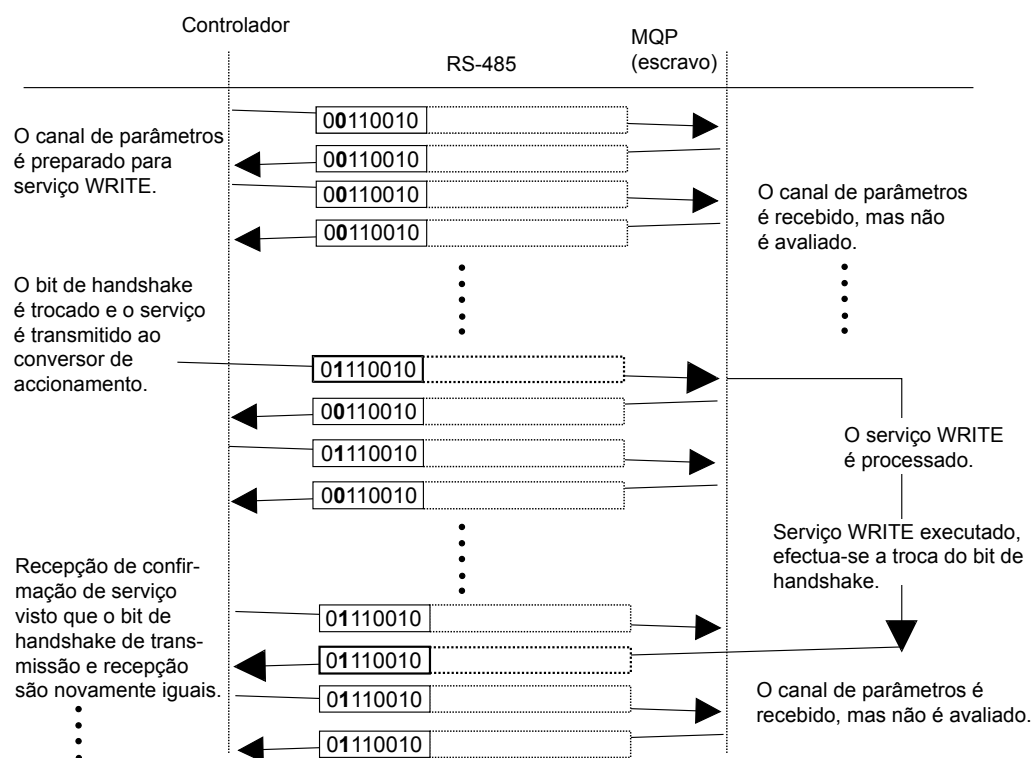 Controlador
RS-485
MQP
(escravo)
O canal de parâmetros
é preparado para
serviço WRITE.
00110010
00110010
00110010
00110010
O canal de parâmetros
é recebido, mas não
é avaliado.
O bit de handshake
é trocado e o serviço
é transmitido ao
conversor de
accionamento.
01110010
00110010
01110010
00110010
O serviço WRITE
é processado.
Serviço WRITE executado,
efectua-se a troca do bit de
handshake.
Recepção de confir-
mação de serviço
visto que o bit de
handshake de trans-
missão e recepção
são novamente iguais.
01110010
01110010
01110010
01110010
O canal de parâmetros é
recebido, mas não é avaliado.